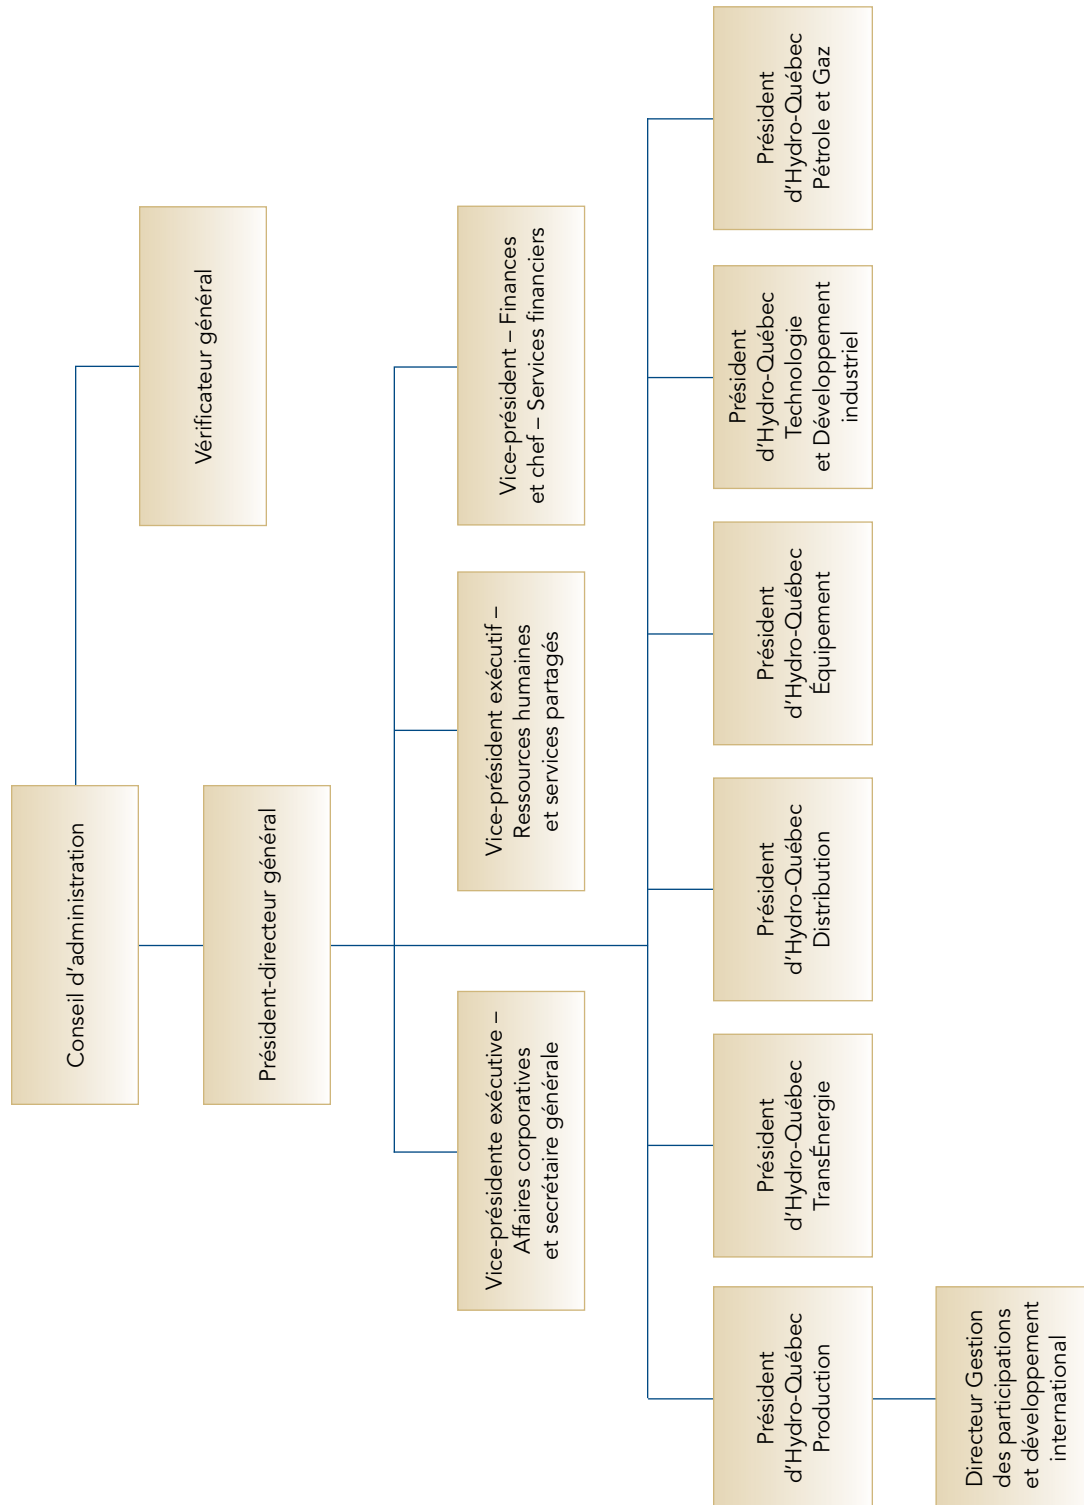 Conseil d'administration
Vérificateur général
Président-directeur général
Vice-présidente exécutive –
Affaires corporatives
et secrétaire générale
Vice-président exécutif –
Ressources humaines
et services partagés
Vice-président – Finances
et chef – Services financiers
Président
d'Hydro-Québec
Production
Président
d'Hydro-Québec
TransÉnergie
Président
d'Hydro-Québec
Distribution
Président
d'Hydro-Québec
Équipement
Président
d'Hydro-Québec
Technologie
et Développement
industriel
Président
d'Hydro-Québec
Pétrole et Gaz
Directeur Gestion
des participations
et développement
international